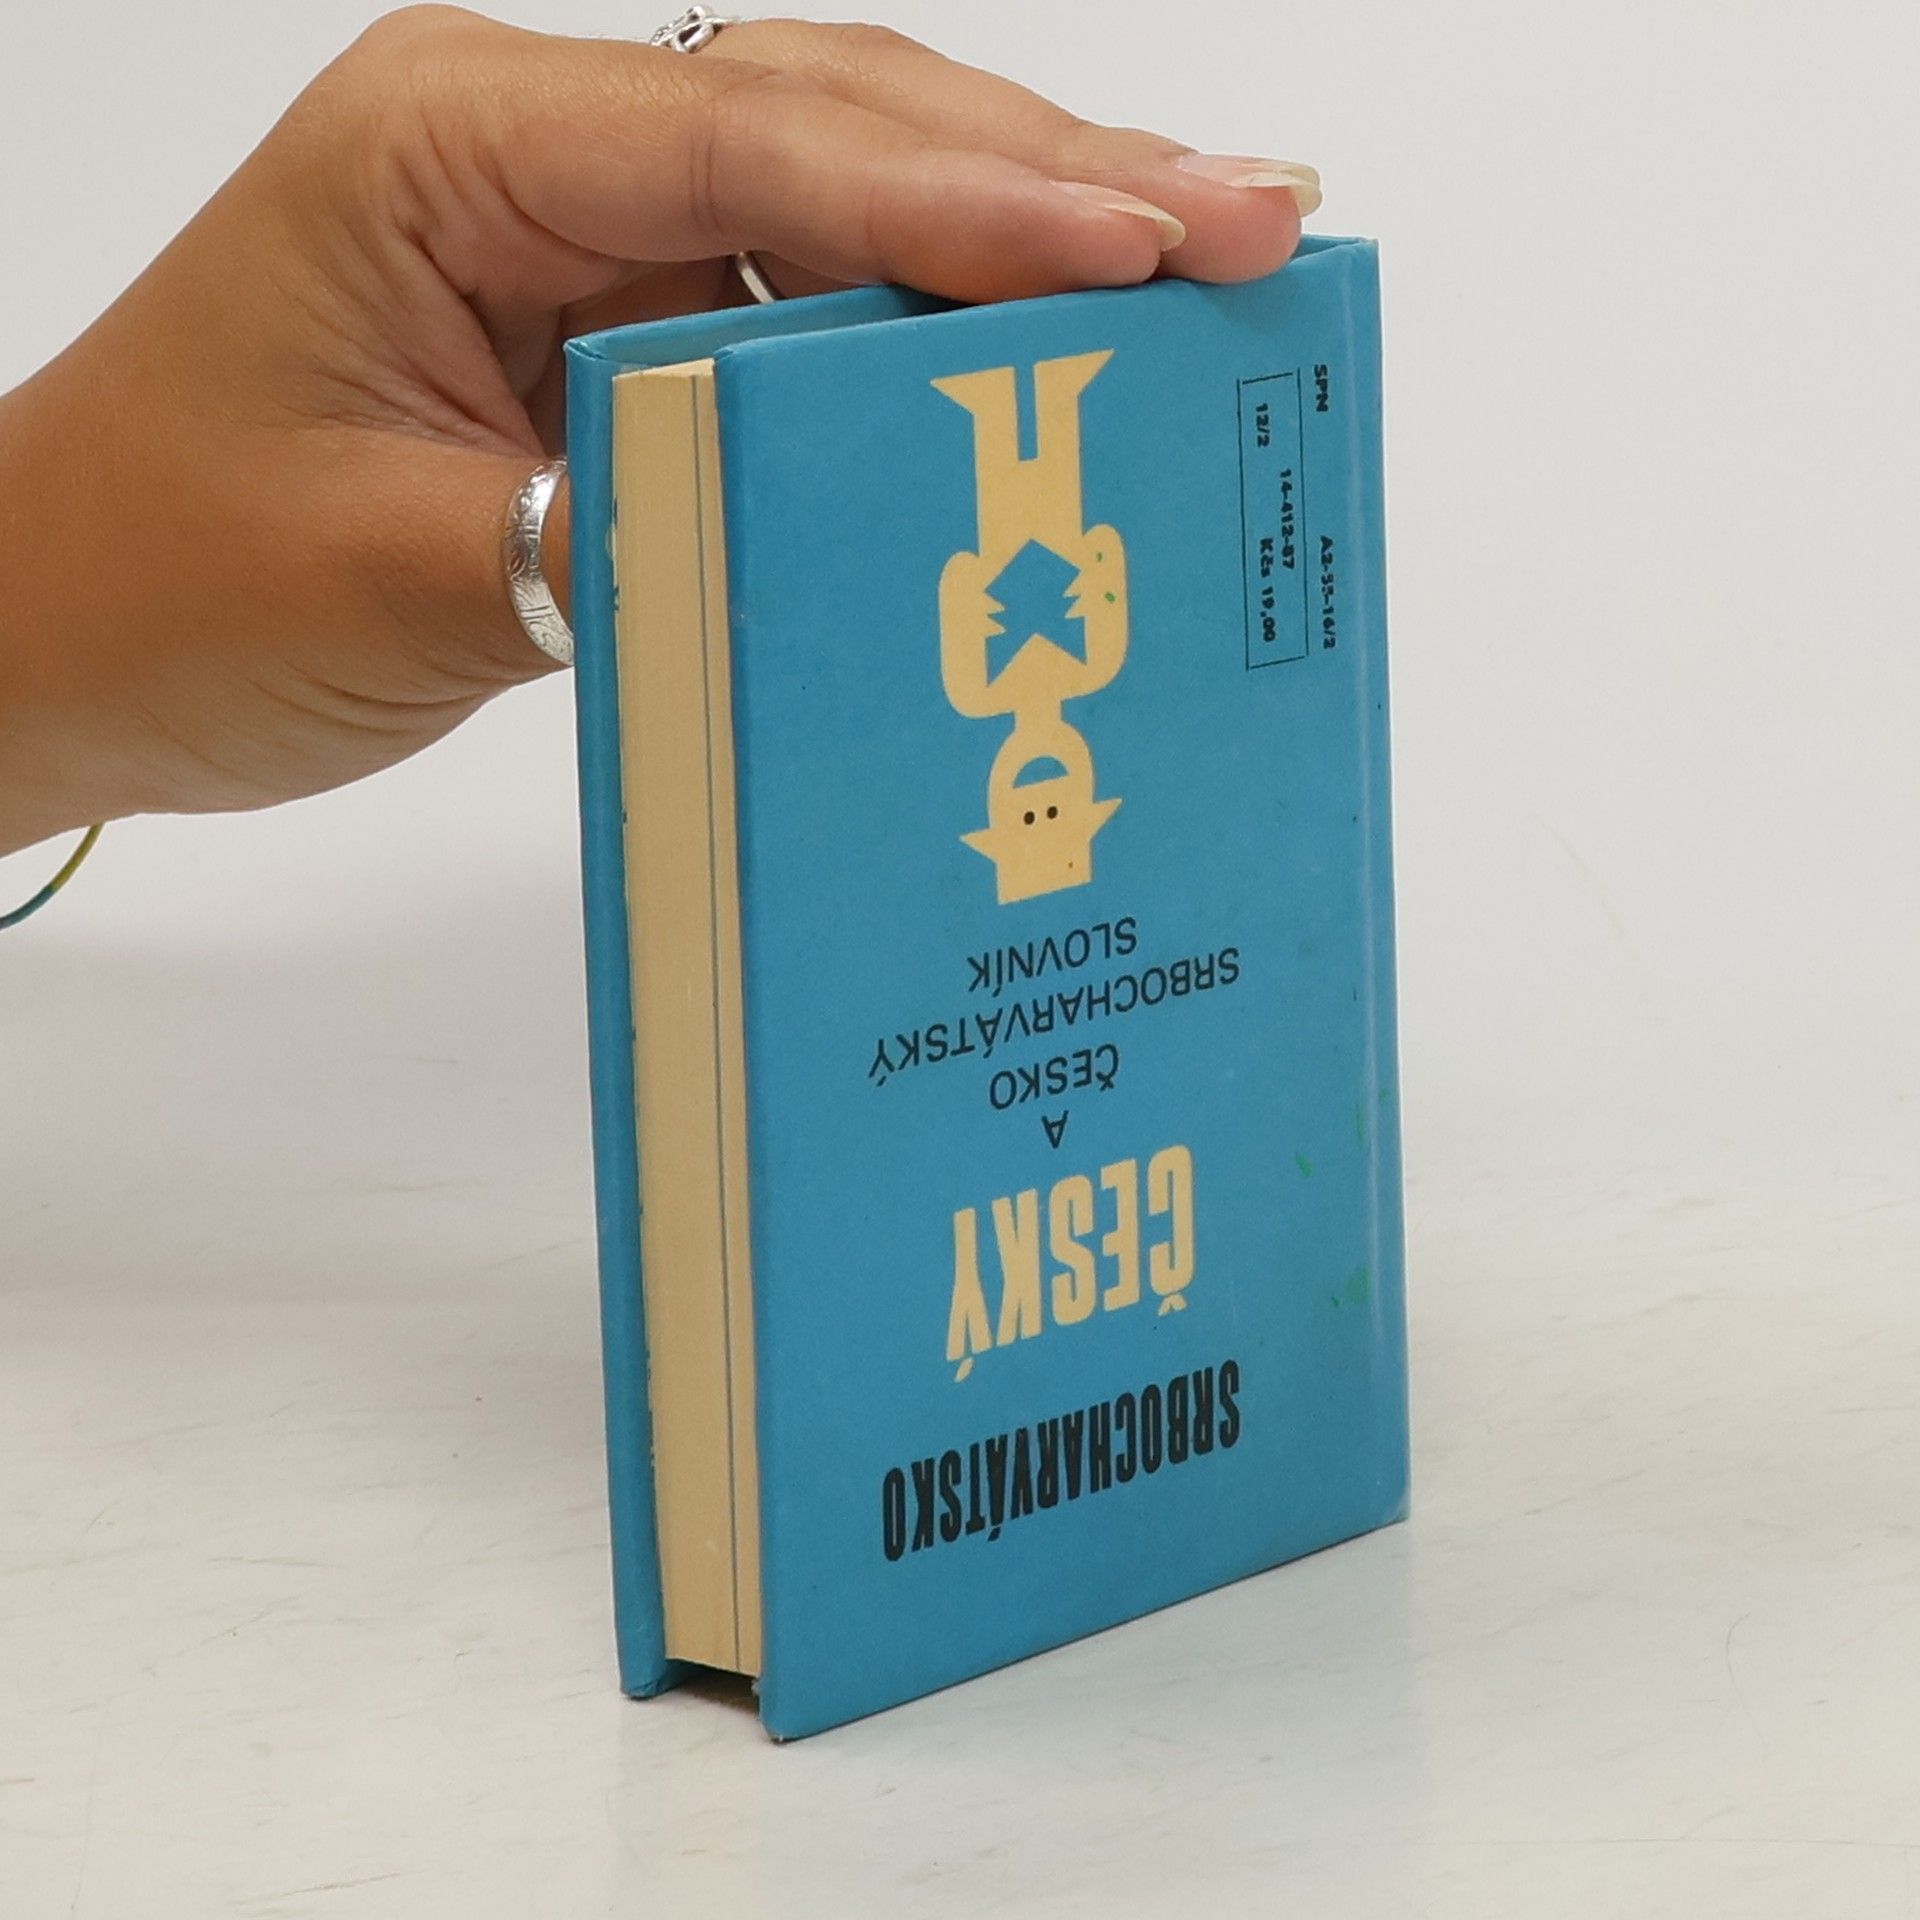 SRBOCHARVÁTSKO
ČESKÝ
A
ČESKO
SRBOCHARVÁTSKÝ
SLOVNÍK
SPN A2-55-16/2
14-412-87
12/2 Kčs 19,00